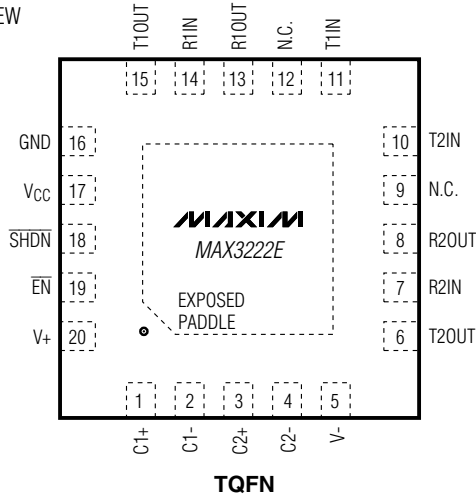 EW
T1OUT
R1IN
R1OUT
N.C.
T1IN
15 14 13 12 11
GND 16
VCC 17
SHDN 18
EN 19
V+ 20
10 T2IN
9 N.C.
8 R2OUT
7 R2IN
6 T2OUT
MAXIM
MAX3222E
EXPOSED
PADDLE
1 2 3 4 5
C1+
C1-
C2+
C2-
V-
TQFN